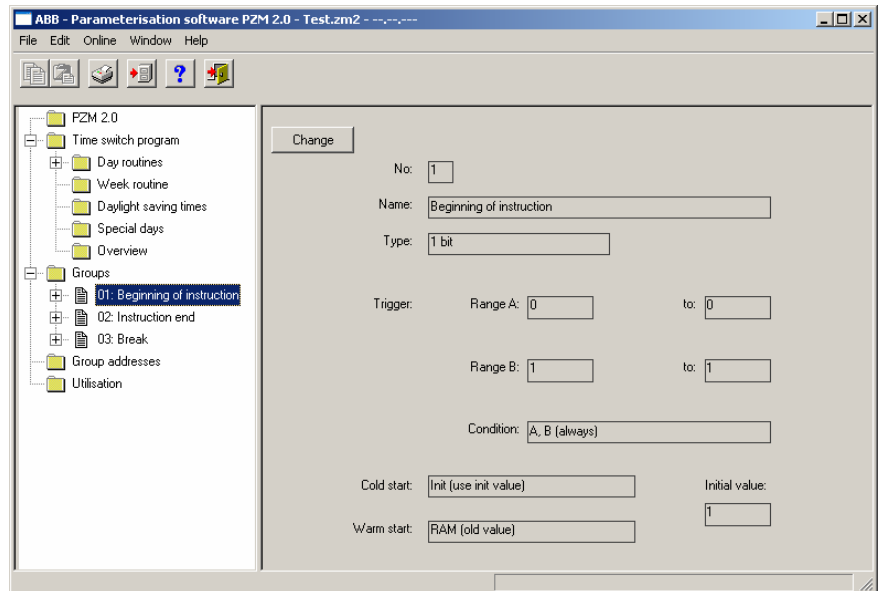 ABB - Parameterisation software PZM 2.0 - Test.zm2 - --,--,---
File Edit Online Window Help
PZM 2.0
Time switch program
Day routines
Week routine
Daylight saving times
Special days
Overview
Groups
01: Beginning of instruction
02: Instruction end
03: Break
Group addresses
Utilisation
Change
No: 1
Name: Beginning of instruction
Type: 1 bit
Trigger: Range A: 0 to: 0
Range B: 1 to: 1
Condition: A, B (always)
Cold start: Init (use init value) Initial value:
1
Warm start: RAM (old value)